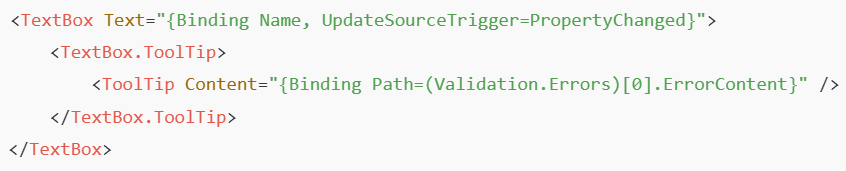 <TextBox Text="{Binding Name, UpdateSourceTrigger=PropertyChanged}">
    <TextBox.ToolTip>
        <ToolTip Content="{Binding Path=(Validation.Errors)[0].ErrorContent}" />
    </TextBox.ToolTip>
</TextBox>